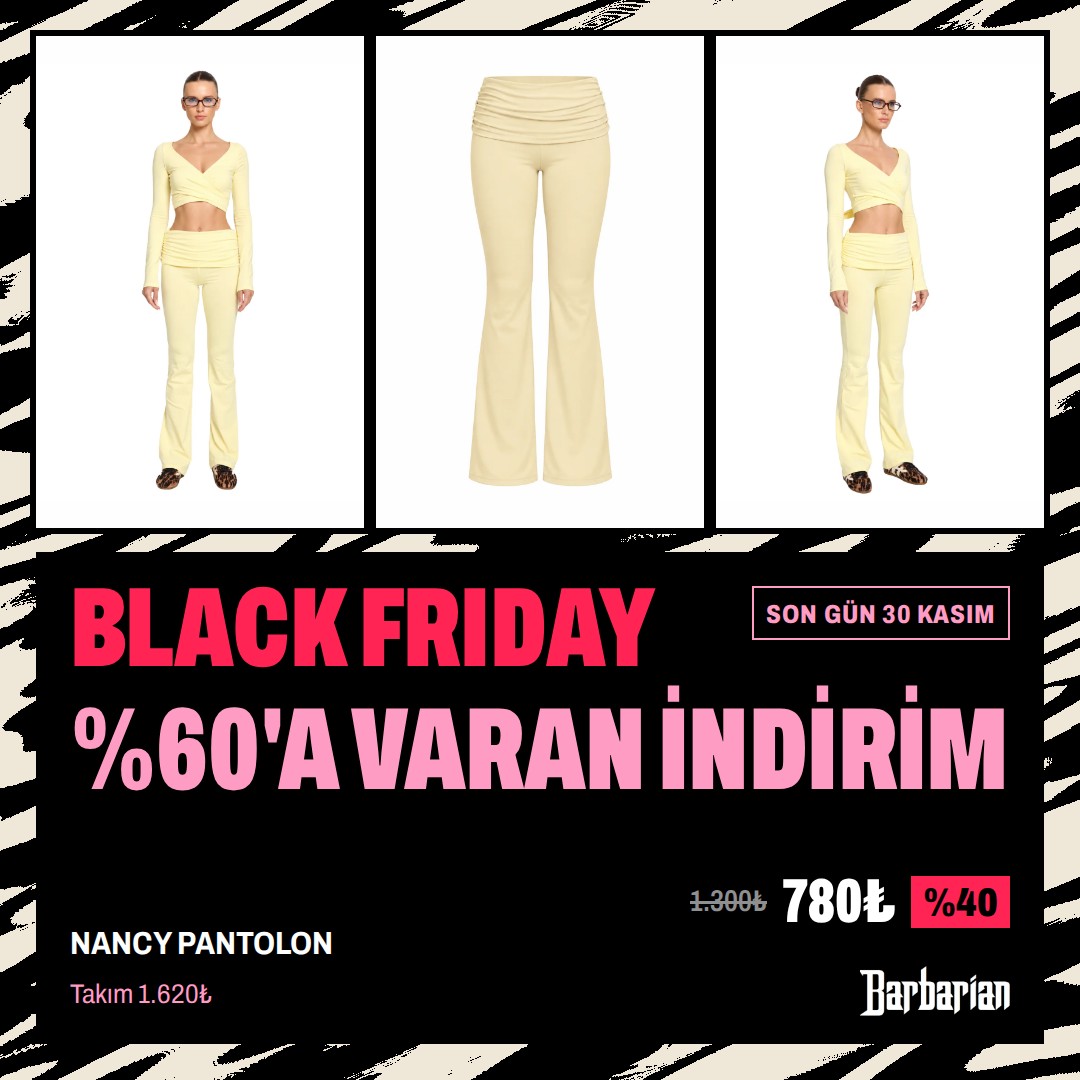 BLACK FRIDAY
SON GÜN 30 KASIM
%60'A VARAN İNDİRİM
1.300₺ 780₺ %40
NANCY PANTOLON
Takım 1.620₺
Barbarian